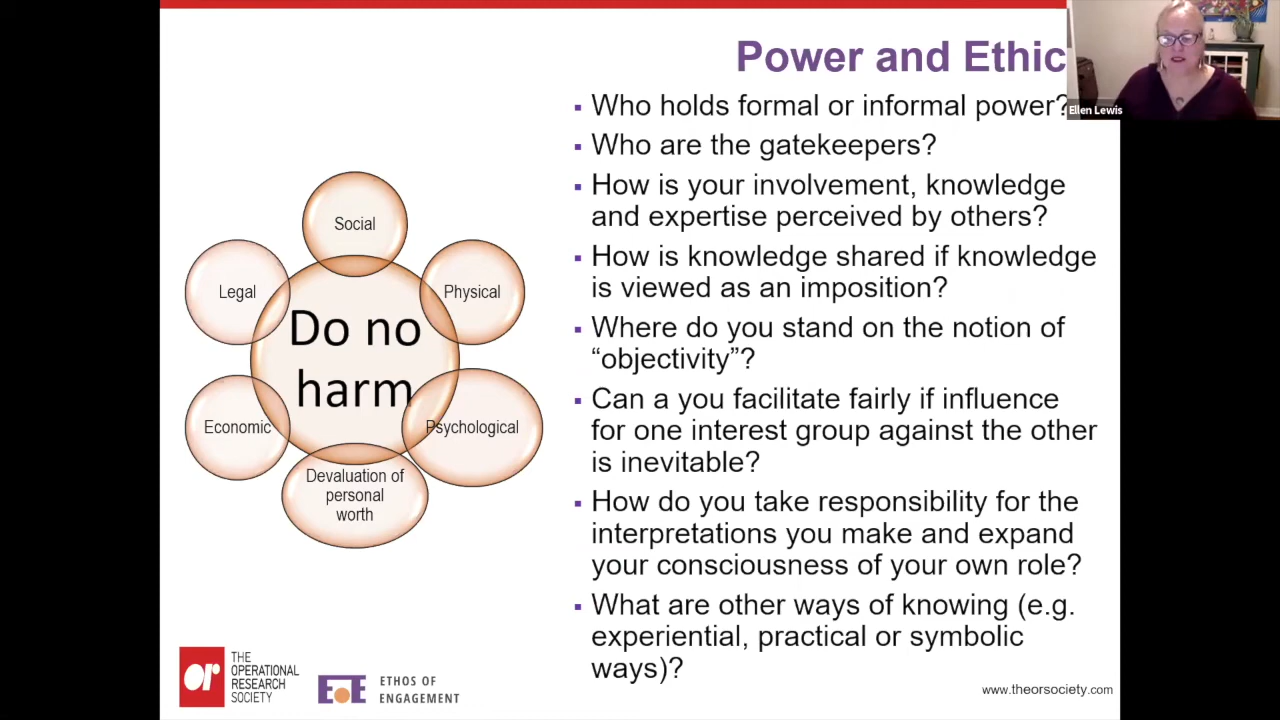 Power and Ethic
Ellen Lewis
▪ Who holds formal or informal power?
▪ Who are the gatekeepers?
▪ How is your involvement, knowledge
and expertise perceived by others?
▪ How is knowledge shared if knowledge
is viewed as an imposition?
▪ Where do you stand on the notion of
“objectivity”?
▪ Can a you facilitate fairly if influence
for one interest group against the other
is inevitable?
▪ How do you take responsibility for the
interpretations you make and expand
your consciousness of your own role?
▪ What are other ways of knowing (e.g.
experiential, practical or symbolic
ways)?
Social
Legal
Physical
Do no
harm
Economic
Psychological
Devaluation of
personal
worth
or
THE
OPERATIONAL
RESEARCH
SOCIETY
EOE
ETHOS OF
ENGAGEMENT
www.theorsociety.com